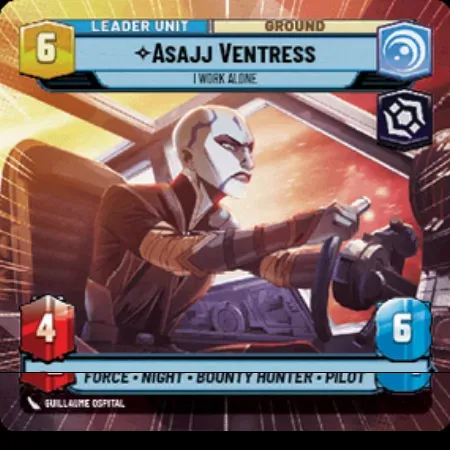 LEADER UNIT GROUND
6 ✧ASAJJ VENTRESS
I WORK ALONE
4 6
FORCE • NIGHT • BOUNTY HUNTER • PILOT
GUILLAUME OSPITAL